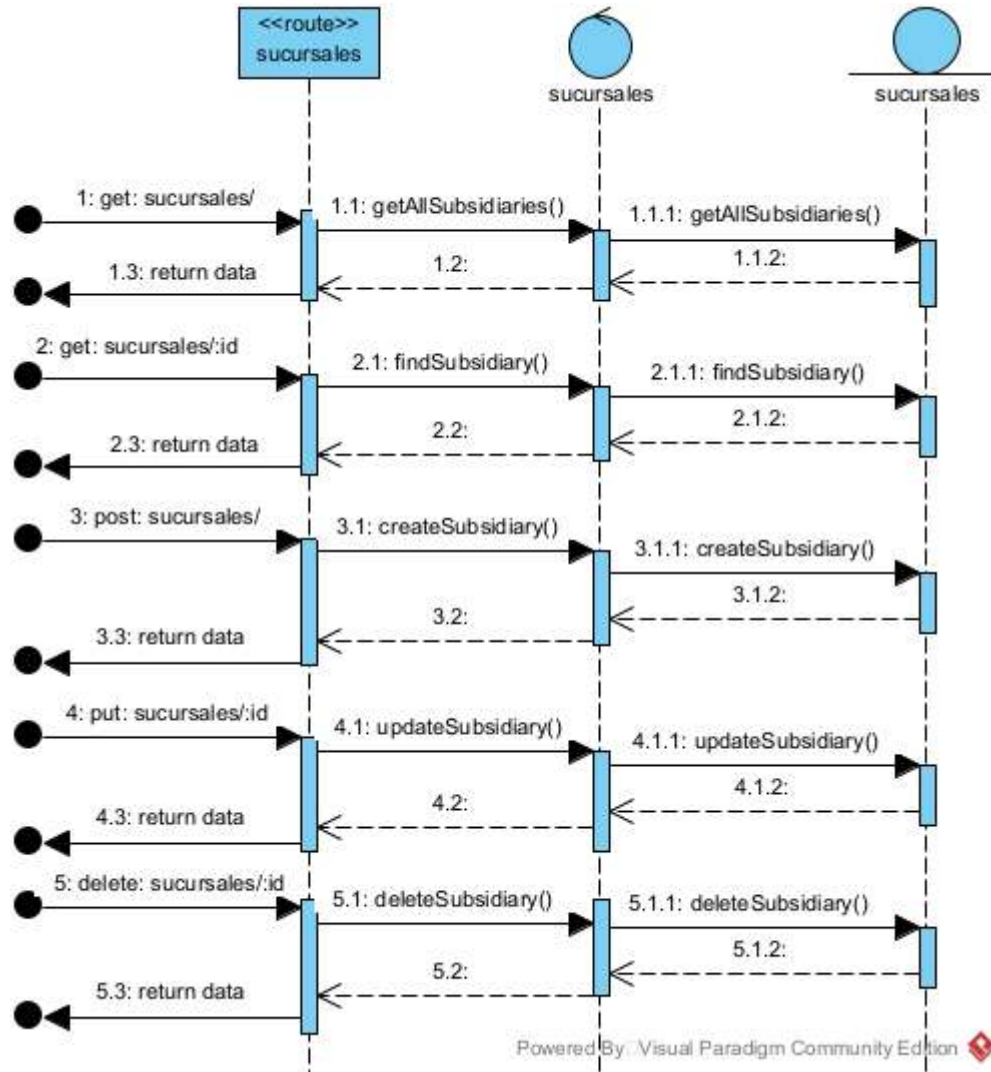 <<route>>
sucursales
sucursales
sucursales
1: get: sucursales/
1.1: getAllSubsidiaries()
1.1.1: getAllSubsidiaries()
1.1.2:
1.2:
1.3: return data
2: get: sucursales/:id
2.1: findSubsidiary()
2.1.1: findSubsidiary()
2.1.2:
2.2:
2.3: return data
3: post: sucursales/
3.1: createSubsidiary()
3.1.1: createSubsidiary()
3.1.2:
3.2:
3.3: return data
4: put: sucursales/:id
4.1: updateSubsidiary()
4.1.1: updateSubsidiary()
4.1.2:
4.2:
4.3: return data
5: delete: sucursales/:id
5.1: deleteSubsidiary()
5.1.1: deleteSubsidiary()
5.1.2:
5.2:
5.3: return data
Powered By Visual Paradigm Community Edition